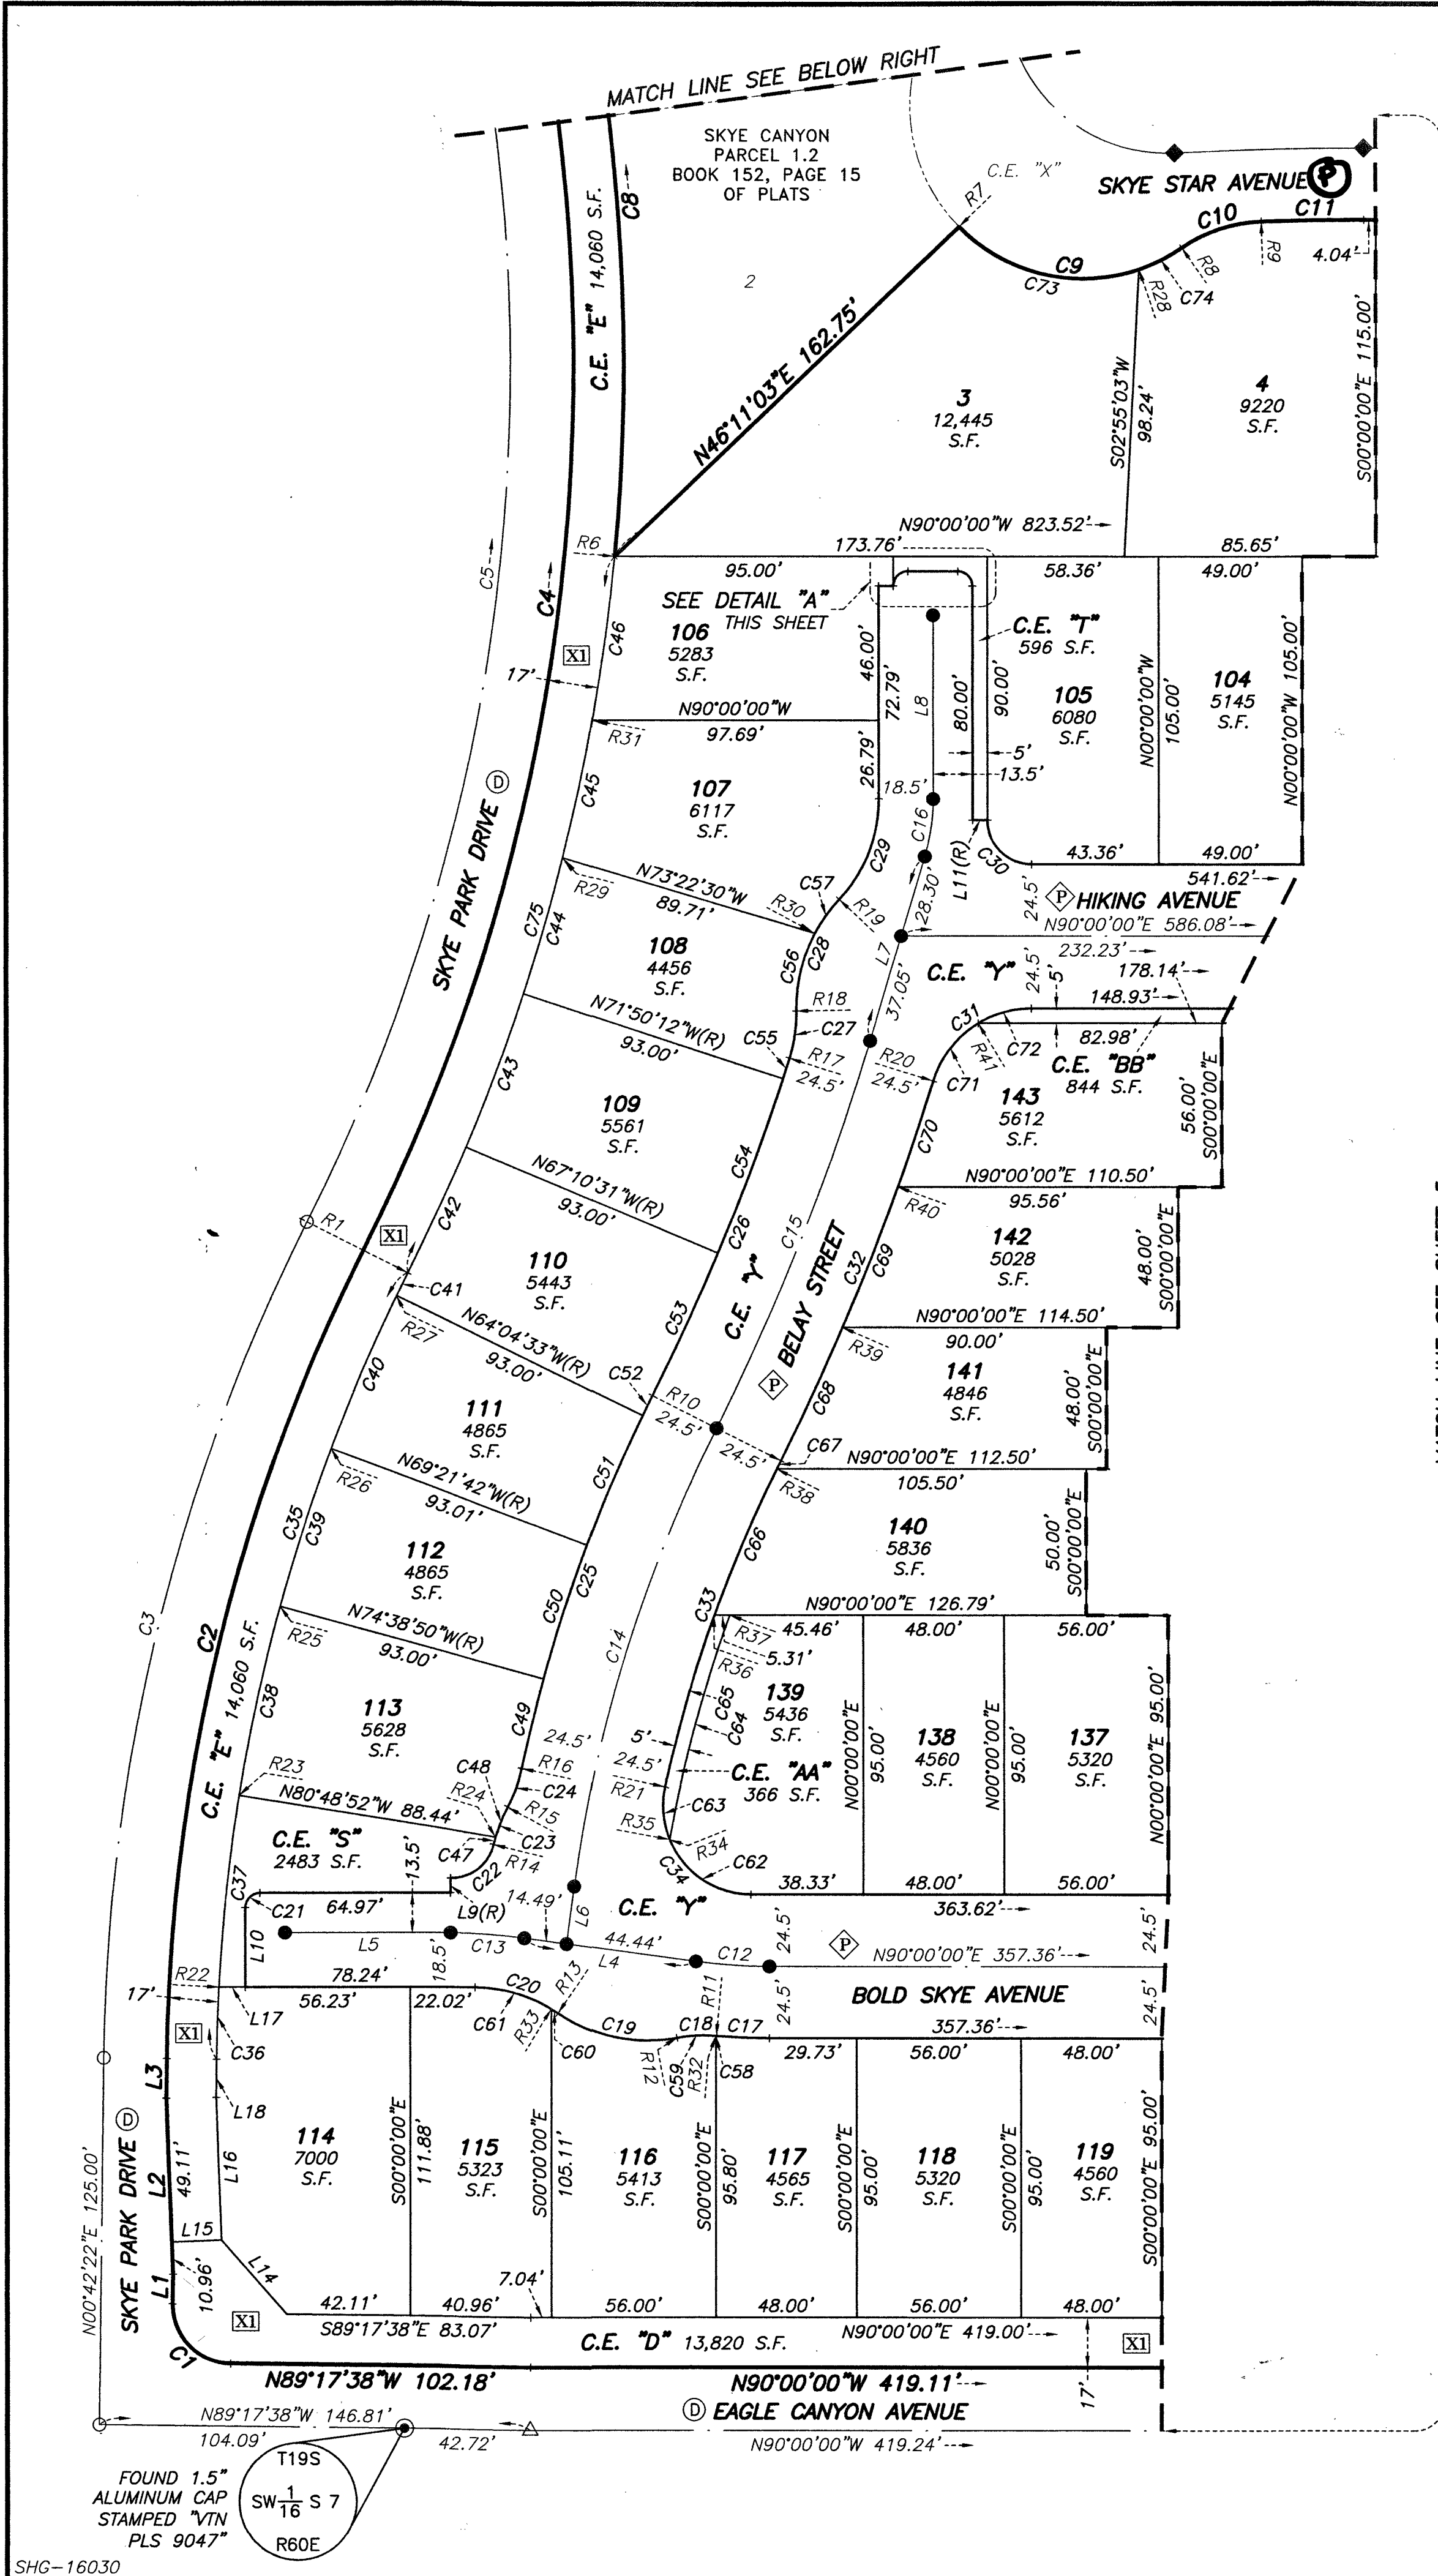 MATCH LINE SEE BELOW RIGHT
SKYE CANYON
PARCEL 1.2
BOOK 152, PAGE 15
OF PLATS
C.E. "X"
SKYE STAR AVENUE P
R7
C8
C.E. "E" 14,060 S.F.
C10
C11
C9
C73
R8
R9
R28
C74
4.04'
2
C5
N46°11'03"E 162.75'
3
12,445
S.F.
S02°55'03"W
98.24'
4
9220
S.F.
S00°00'00"E 115.00'
N90°00'00"W 823.52'
R6
173.76'
85.65'
C4
95.00'
58.36'
49.00'
SEE DETAIL "A"
THIS SHEET
C.E. "T"
596 S.F.
C46
X1
17'
106
5283
S.F.
46.00'
72.79'
26.79'
L8
80.00'
90.00'
105
6080
S.F.
N00°00'00"W
105.00'
104
5145
S.F.
N00°00'00"W 105.00'
N90°00'00"W
97.69'
R31
5'
13.5'
18.5'
SKYE PARK DRIVE D
C45
107
6117
S.F.
C29
C16
L11(R)
C30
43.36'
49.00'
541.62'
N73°22'30"W
89.71'
R29
C57
R30
R19
28.30'
24.5'
P HIKING AVENUE
N90°00'00"E 586.08'
232.23'
C75
C44
108
4456
S.F.
C56
C28
L7
C.E. "Y"
24.5'
5'
178.14'
148.93'
N71°50'12"W(R)
93.00'
R18
C27
C55
R17
24.5'
37.05'
R20
24.5'
C31
C72
R41
C71
82.98'
C.E. "BB"
844 S.F.
C43
109
5561
S.F.
143
5612
S.F.
56.00'
S00°00'00"E
C54
C70
N67°10'31"W(R)
93.00'
N90°00'00"E 110.50'
95.56'
R40
R1
X1
C42
C41
C26
C15
110
5443
S.F.
C.E. "Y"
P BELAY STREET
C32
C69
142
5028
S.F.
48.00'
S00°00'00"E
C53
N64°04'33"W(R)
93.00'
R27
N90°00'00"E 114.50'
90.00'
R39
C52
R10
24.5'
24.5'
C40
111
4865
S.F.
C68
141
4846
S.F.
48.00'
S00°00'00"E
C67
N90°00'00"E 112.50'
105.50'
R38
N69°21'42"W(R)
93.01'
R26
C51
C66
140
5836
S.F.
50.00'
S00°00'00"E
C35
C39
112
4865
S.F.
C50
C25
C33
N90°00'00"E 126.79'
C3
C2
N74°38'50"W(R)
93.00'
R25
C14
R37
R36
5.31'
45.46'
48.00'
56.00'
C.E. "E" 14,060 S.F.
C38
113
5628
S.F.
C49
24.5'
5'
24.5'
C65
C64
139
5436
S.F.
N00°00'00"E
95.00'
138
4560
S.F.
N00°00'00"E
95.00'
137
5320
S.F.
N00°00'00"E 95.00'
C.E. "AA"
366 S.F.
R23
N80°48'52"W 88.44'
C48
R24
R16
C24
R15
R21
C63
R35
R34
C.E. "S"
2483 S.F.
13.5'
C47
C23
R14
C22
C34
C62
C37
C21
64.97'
L9(R)
14.49'
L6
C.E. "Y"
38.33'
48.00'
56.00'
363.62'
L10
L5
18.5'
C13
44.44'
L4
C12
24.5'
P
N90°00'00"E 357.36'
24.5'
R22
17'
78.24'
56.23'
22.02'
L17
C20
R13
R11
24.5'
BOLD SKYE AVENUE
357.36'
24.5'
X1
C36
C61
R33
C60
C19
R12
C18
C59
R32
C17
C58
29.73'
56.00'
48.00'
L3
L18
SKYE PARK DRIVE D
L2
49.11'
L16
114
7000
S.F.
S00°00'00"E
111.88'
115
5323
S.F.
S00°00'00"E
105.11'
116
5413
S.F.
S00°00'00"E
95.80'
117
4565
S.F.
S00°00'00"E
95.00'
118
5320
S.F.
S00°00'00"E
95.00'
119
4560
S.F.
S00°00'00"E 95.00'
N00°42'22"E 125.00'
L15
L14
L1
10.96'
7.04'
42.11'
40.96'
56.00'
48.00'
56.00'
48.00'
X1
S89°17'38"E 83.07'
C.E. "D" 13,820 S.F.
N90°00'00"E 419.00'
X1
C1
17'
N89°17'38"W 102.18'
N90°00'00"W 419.11'
D EAGLE CANYON AVENUE
N89°17'38"W 146.81'
104.09'
42.72'
N90°00'00"W 419.24'
FOUND 1.5"
ALUMINUM CAP
STAMPED "VTN
PLS 9047"
T19S
SW 1/16 S 7
R60E
SHG-16030